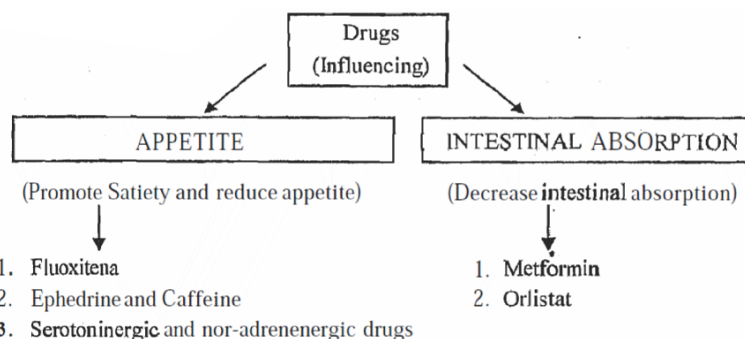 Drugs
(Influencing)
APPETITE
INTESTINAL ABSORPTION
(Promote Satiety and reduce appetite)
(Decrease intestinal absorption)
1. Fluoxitena
2. Ephedrine and Caffeine
3. Serotoninergic and nor-adrenenergic drugs
1. Metformin
2. Orlistat